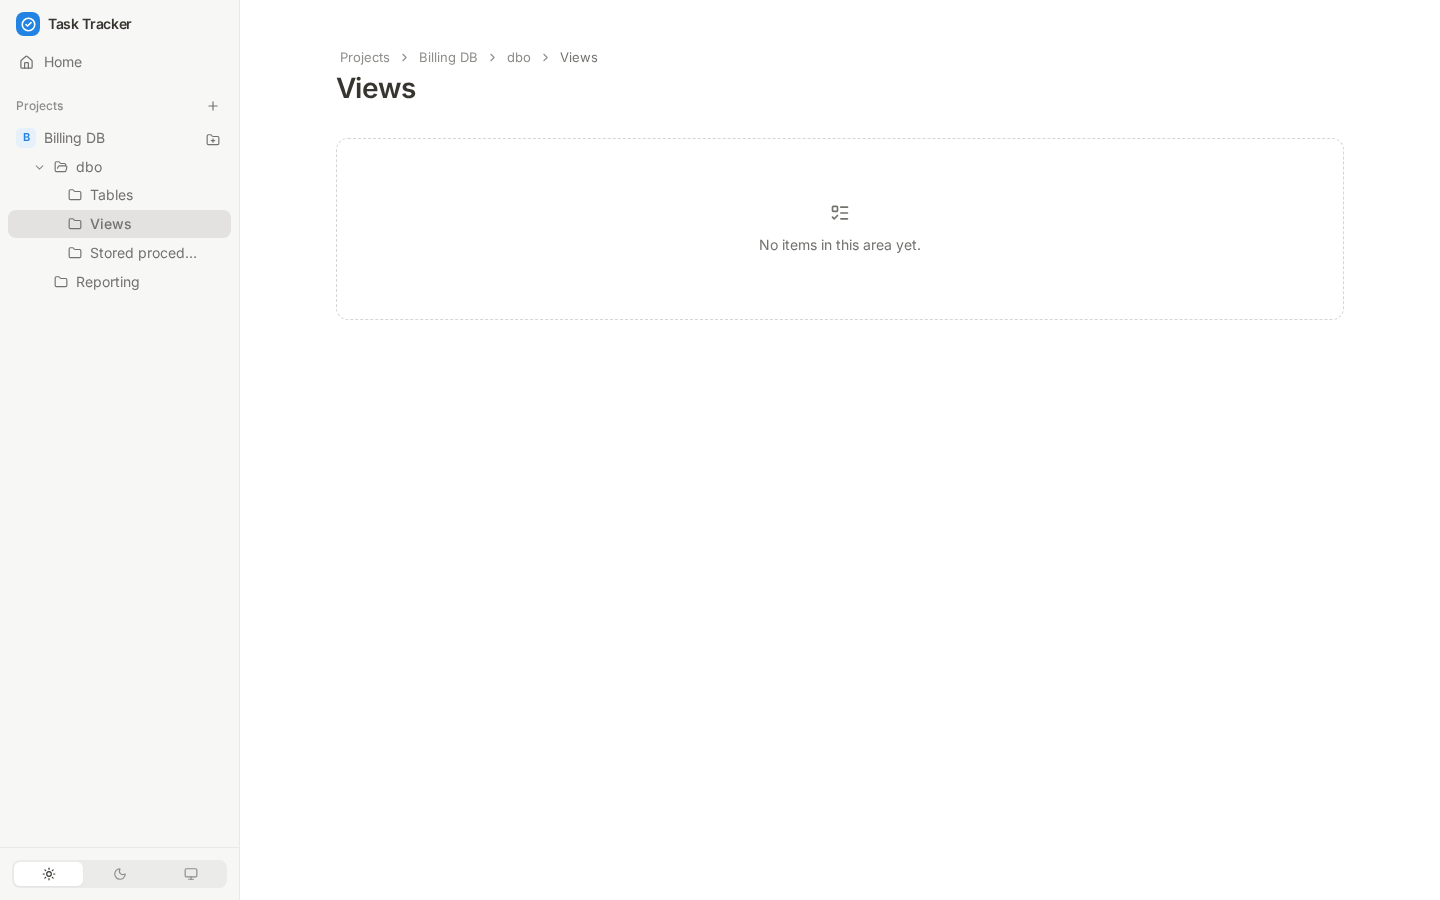 Task Tracker
Home
Projects
B Billing DB
dbo
Tables
Views
Stored proced...
Reporting
Projects > Billing DB > dbo > Views
Views
No items in this area yet.